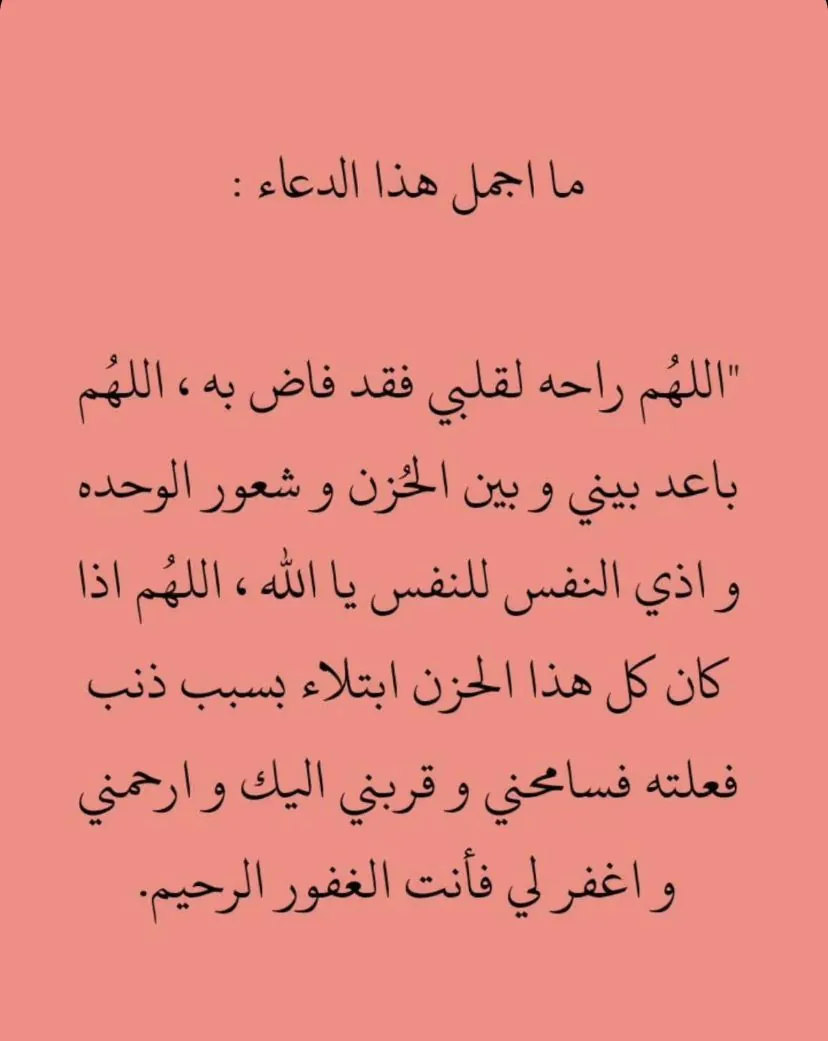 ما اجمل هذا الدعاء :
"اللهُم راحه لقلبي فقد فاض به ، اللهُم
باعد بيني و بين الحُزن و شعور الوحده
و اذي النفس للنفس يا الله ، اللهُم اذا
كان كل هذا الحزن ابتلاء بسبب ذنب
فعلته فسامحني و قربني اليك و ارحمني
و اغفر لي فأنت الغفور الرحيم.